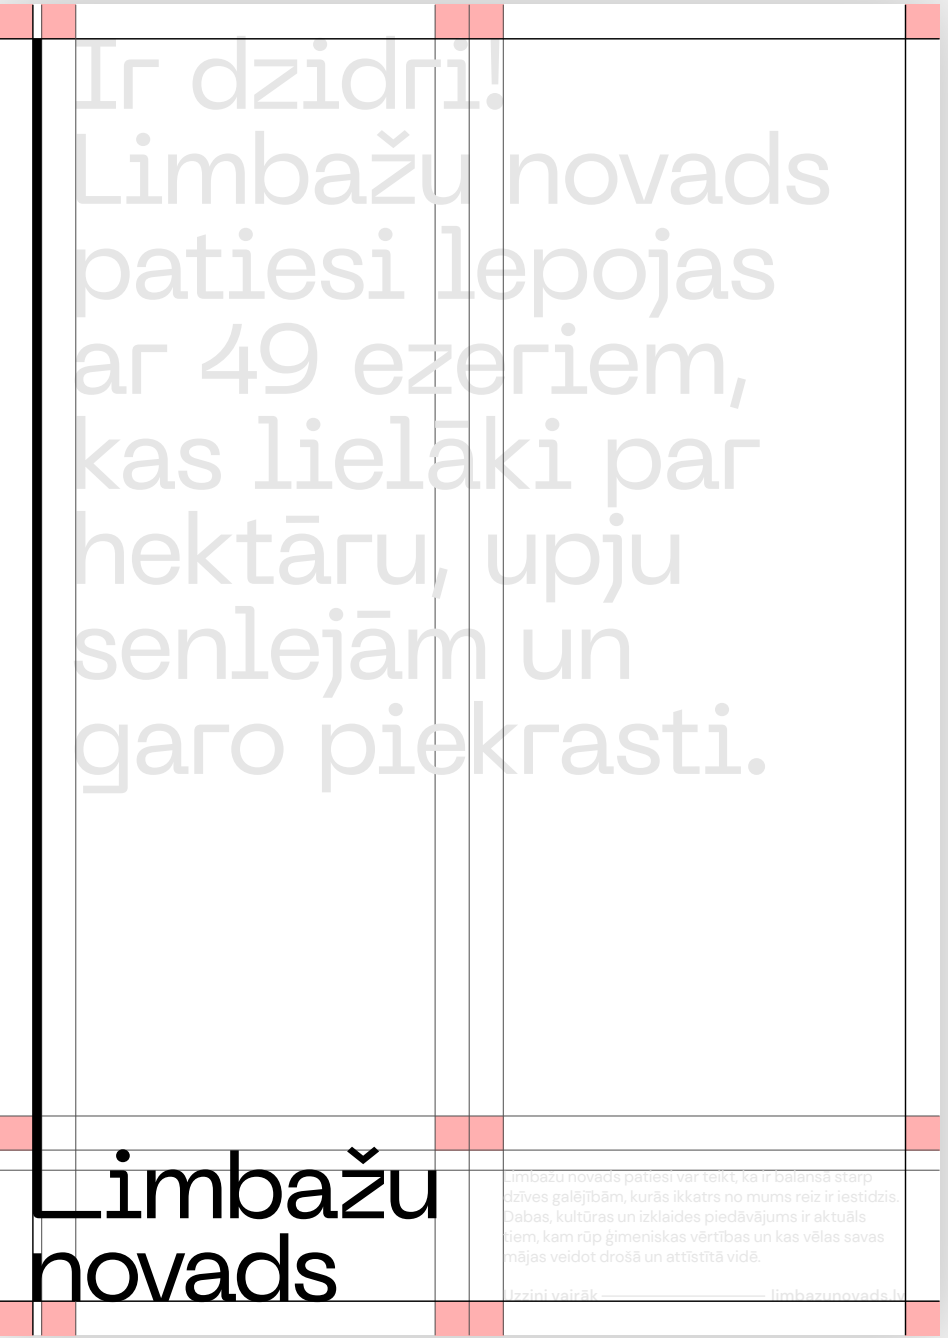 Ir dzidri!
Limbažu novads
patiesi lepojas
ar 49 ezeriem,
kas lielāki par
hektāru, upju
senlejām un
garo piekrasti.
Limbažu
novads
Limbažu novads patiesi var teikt, ka ir balansā starp
dzīves galējībām, kurās ikkatrs no mums reiz ir iestidzis.
Dabas, kultūras un izklaides piedāvājums ir aktuāls
tiem, kam rūp ģimeniskas vērtības un kas vēlas savas
mājas veidot drošā un attīstītā vidē.
Uzzini vairāk limbazunovads.lv